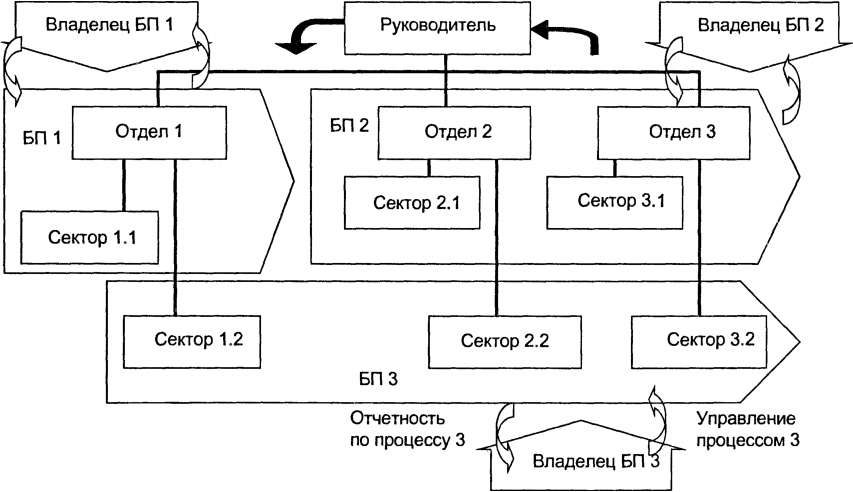 Владелец БП 1
Руководитель
Владелец БП 2
БП 1
Отдел 1
БП 2
Отдел 2
Отдел 3
Сектор 1.1
Сектор 2.1
Сектор 3.1
Сектор 1.2
Сектор 2.2
Сектор 3.2
БП 3
Отчетность
по процессу 3
Управление
процессом 3
Владелец БП 3